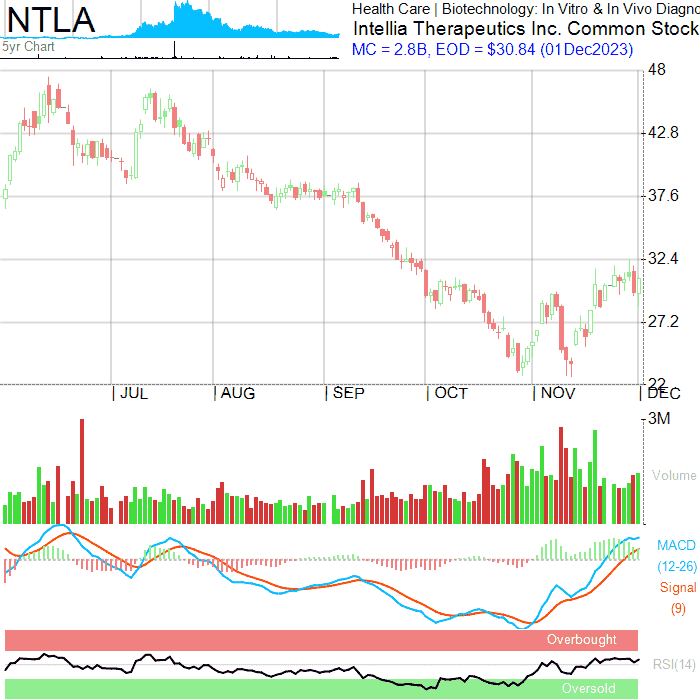 NTLA
5yr Chart
Health Care | Biotechnology: In Vitro & In Vivo Diagno
Intellia Therapeutics Inc. Common Stock
MC = 2.8B, EOD = $30.84 (01Dec2023)
48
42.8
37.6
32.4
27.2
22
JUL AUG SEP OCT NOV DEC
3M
Volume
MACD
(12-26)
Signal
(9)
Overbought
RSI(14)
Oversold